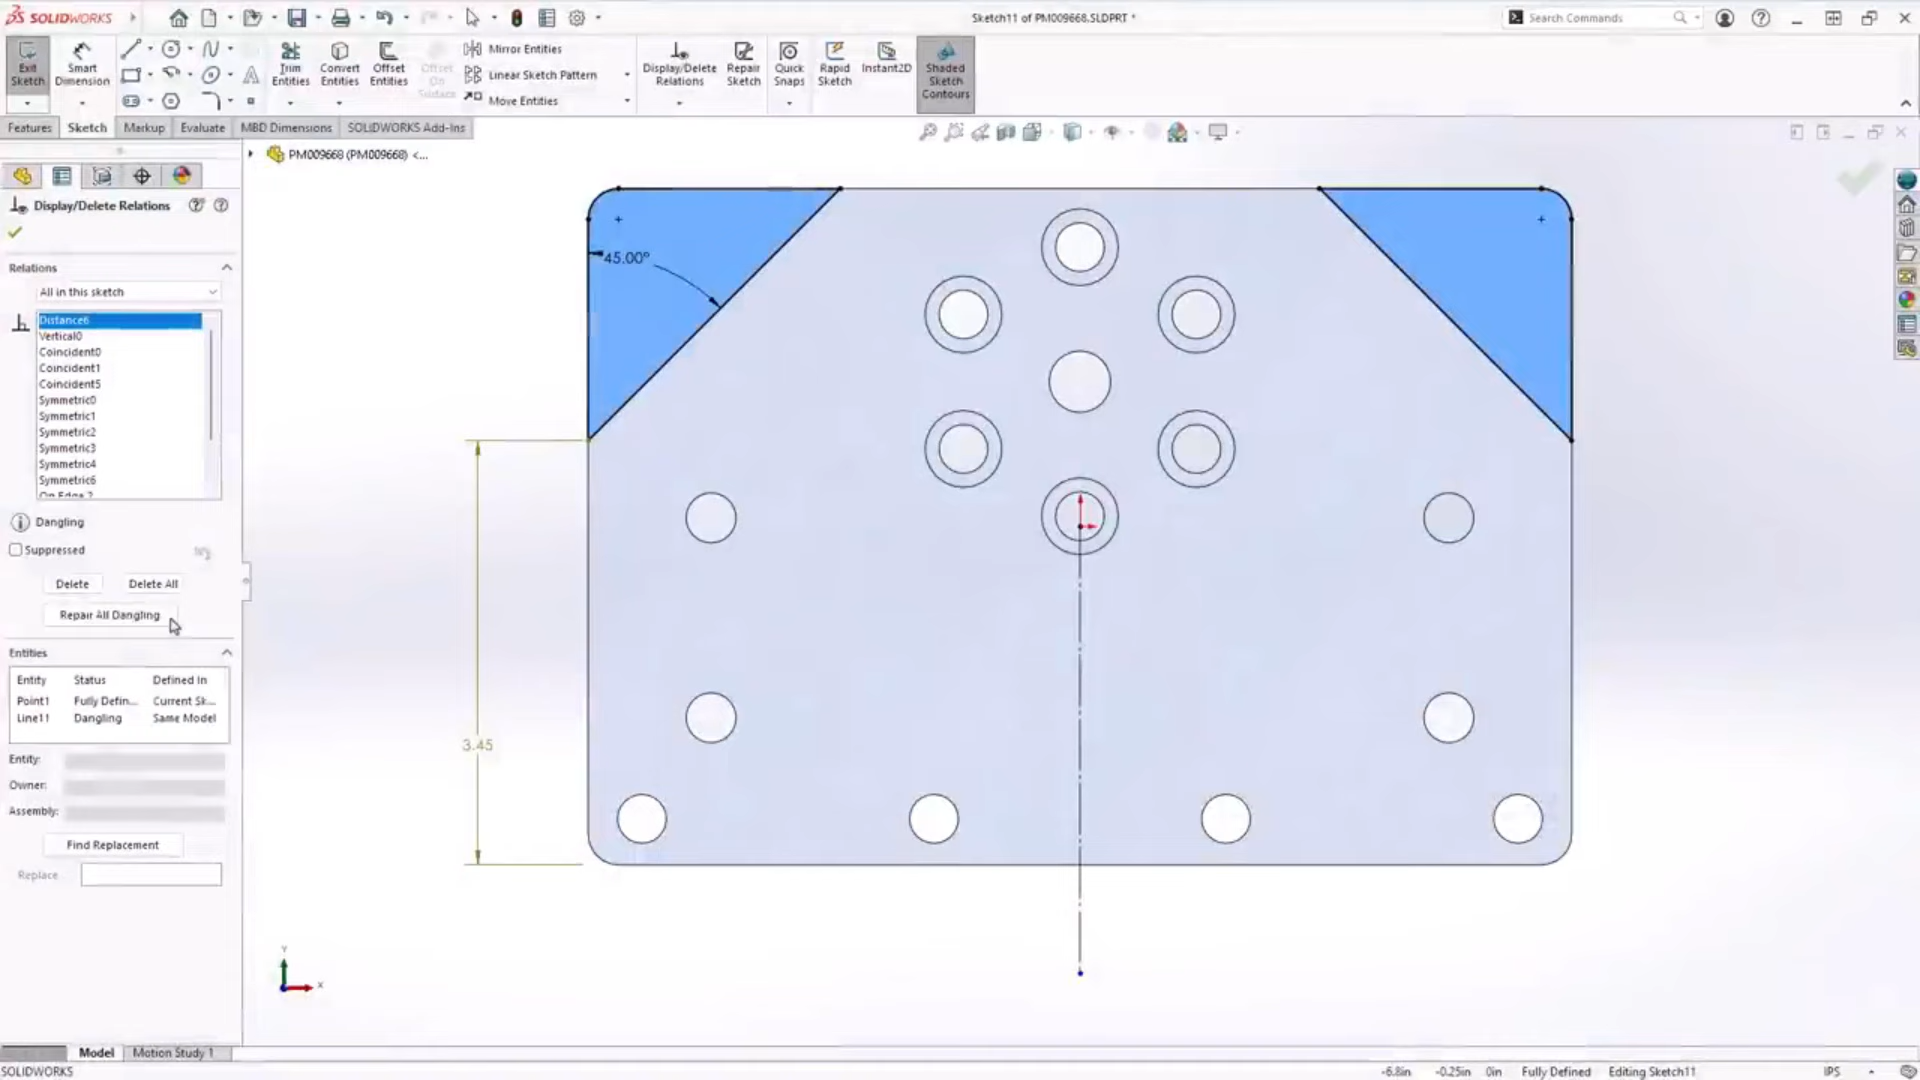 SOLIDWORKS
Sketch11 of PM009668.SLDPRT *
Search Commands
Exit Sketch
Smart Dimension
Trim Entities
Convert Entities
Offset Entities
Offset On Surface
Mirror Entities
Linear Sketch Pattern
Move Entities
Display/Delete Relations
Repair Sketch
Quick Snaps
Rapid Sketch
Instant2D
Shaded Sketch Contours
Features
Sketch
Markup
Evaluate
MBD Dimensions
SOLIDWORKS Add-Ins
PM009668 (PM009668) <...
Display/Delete Relations
Relations
All in this sketch
Distance6
Vertical0
Coincident0
Coincident1
Coincident5
Symmetric0
Symmetric1
Symmetric2
Symmetric3
Symmetric4
Symmetric6
On Edge 2
Dangling
Suppressed
Delete
Delete All
Repair All Dangling
Entities
Entity Status Defined In
Point1 Fully Defin... Current Sk...
Line11 Dangling Same Model
Entity:
Owner:
Assembly:
Find Replacement
Replace
45.00°
3.45
Y
X
Model
Motion Study 1
SOLIDWORKS
-6.8in
-0.25in
0in
Fully Defined
Editing Sketch11
IPS